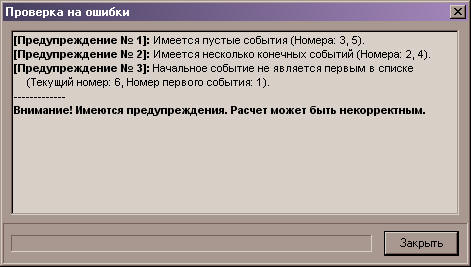 Проверка на ошибки
[Предупреждение № 1]: Имеется пустые события (Номера: 3, 5).
[Предупреждение № 2]: Имеется несколько конечных событий (Номера: 2, 4).
[Предупреждение № 3]: Начальное событие не является первым в списке
(Текущий номер: 6, Номер первого события: 1).
-------------
Внимание! Имеются предупреждения. Расчет может быть некорректным.
Закрыть